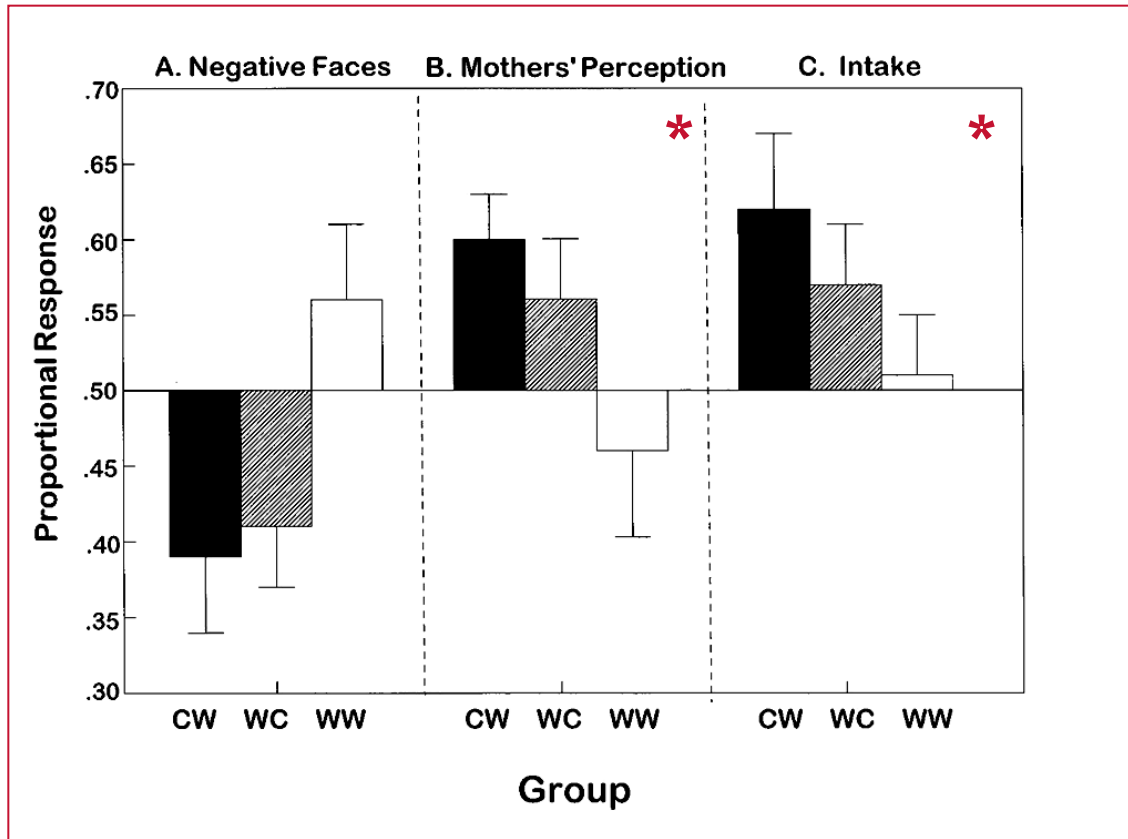 A. Negative Faces B. Mothers' Perception C. Intake
.70
* *
.65
.60
.55
.50
.45
.40
.35
.30
Proportional Response
CW WC WW CW WC WW CW WC WW
Group